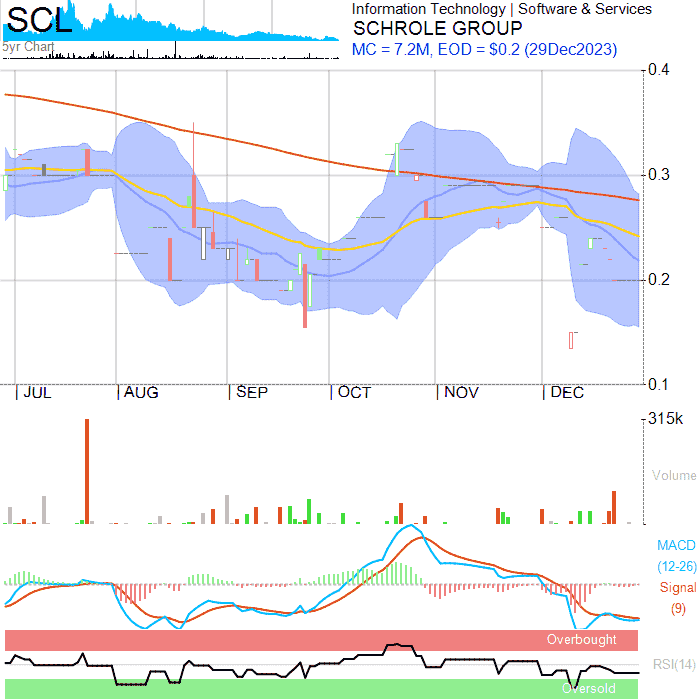 SCL
5yr Chart
Information Technology | Software & Services
SCHROLE GROUP
MC = 7.2M, EOD = $0.2 (29Dec2023)
0.4
0.3
0.2
0.1
|JUL |AUG |SEP |OCT |NOV |DEC
315k
Volume
MACD
(12-26)
Signal
(9)
Overbought
RSI(14)
Oversold